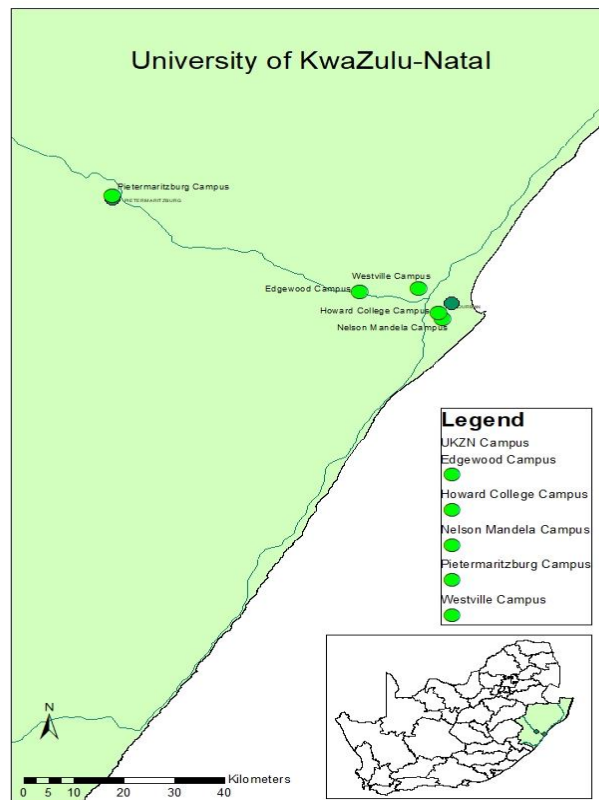 University of KwaZulu-Natal
Pietermaritzburg Campus
PIETERMARITZBURG
Westville Campus
Edgewood Campus
Howard College Campus
Nelson Mandela Campus
Legend
UKZN Campus
Edgewood Campus
Howard College Campus
Nelson Mandela Campus
Pietermaritzburg Campus
Westville Campus
N
Kilometers
0 5 10 20 30 40